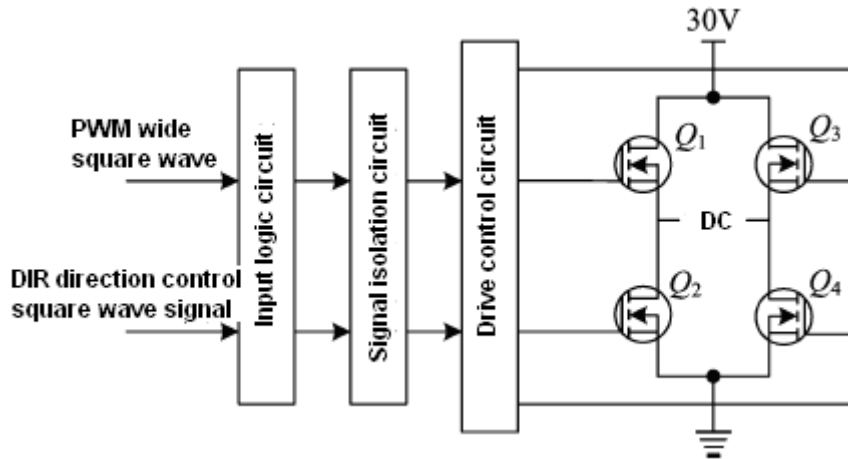 30V
PWM wide
square wave
DIR direction control
square wave signal
Input logic circuit
Signal isolation circuit
Drive control circuit
Q1
Q3
DC
Q2
Q4